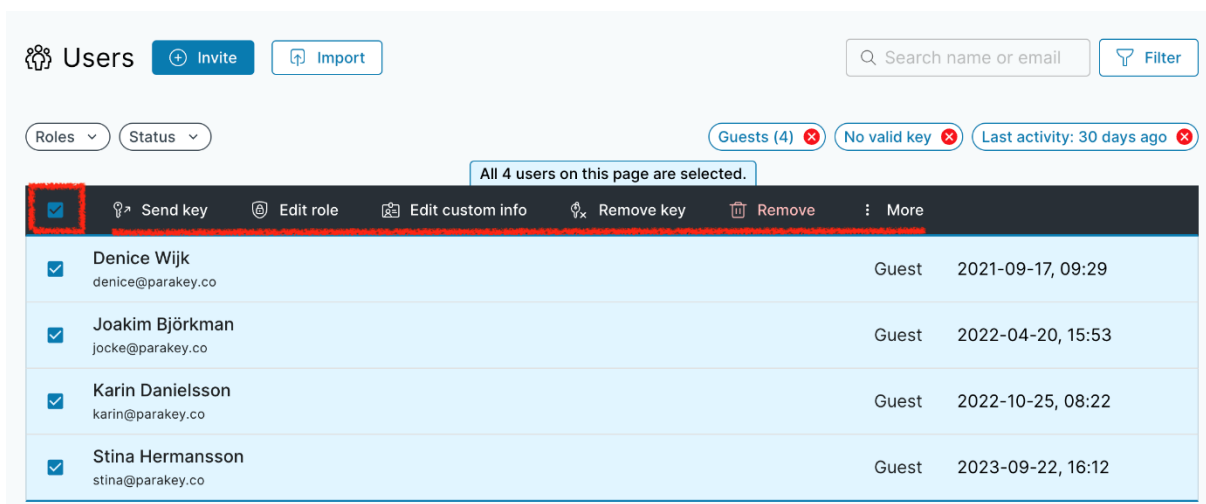 Users Invite Import Search name or email Filter
Roles Status Guests (4) No valid key Last activity: 30 days ago
All 4 users on this page are selected.
Send key Edit role Edit custom info Remove key Remove More
Denice Wijk Guest 2021-09-17, 09:29
denice@parakey.co
Joakim Björkman Guest 2022-04-20, 15:53
jocke@parakey.co
Karin Danielsson Guest 2022-10-25, 08:22
karin@parakey.co
Stina Hermansson Guest 2023-09-22, 16:12
stina@parakey.co